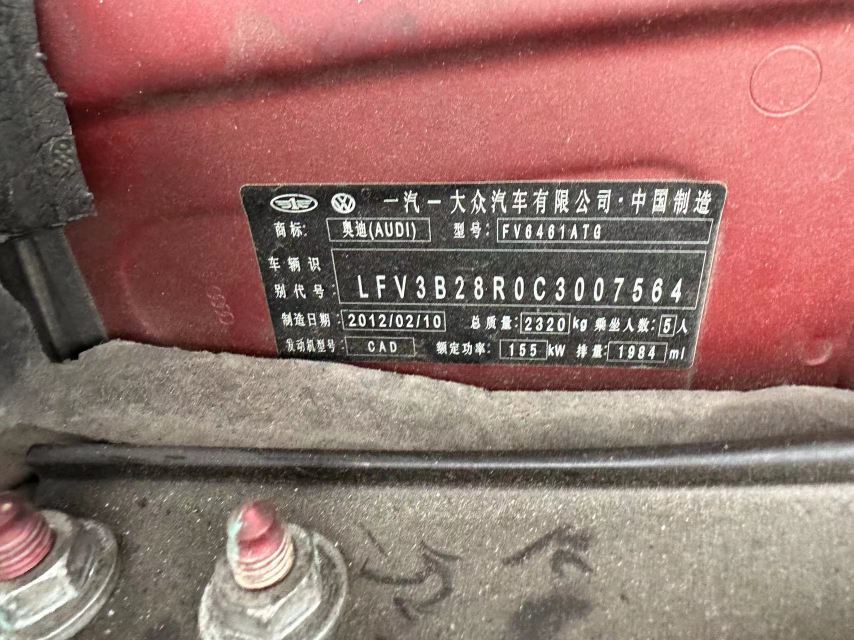 一汽一大众汽车有限公司·中国制造
商标: 奥迪(AUDI) 型号: FV6461ATG
车辆识
别代号: LFV3B28R0C3007564
制造日期: 2012/02/10 总质量: 2320 kg 乘坐人数: 5 人
发动机型号: CAD 额定功率: 155 kW 排量: 1984 ml